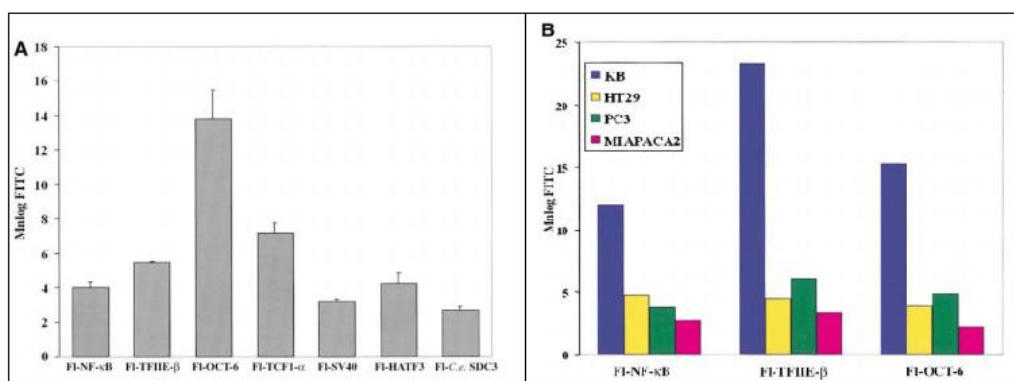 A
18
16
14
12
10
8
6
4
2
0
Mnlog FITC
Fl-NF-κB Fl-TFIIE-β Fl-OCT-6 Fl-TCF1-α Fl-SV40 Fl-HATF3 Fl-C.e. SDC3
B
25
20
15
10
5
0
Mnlog FITC
KB
HT29
PC3
MIAPACA2
Fl-NF-κB Fl-TFIIE-β Fl-OCT-6